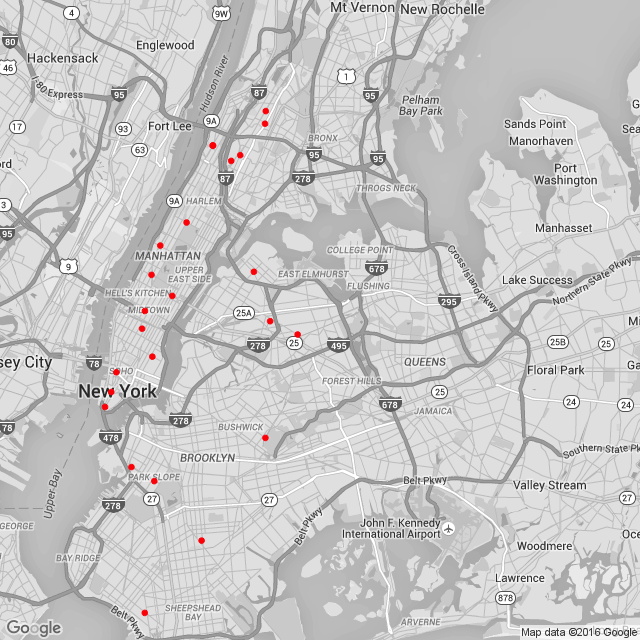 Mt Vernon
New Rochelle
4
9W
Hackensack
Englewood
80
46
I-80 Express
95
87
1
Hudson River
Pelham
Bay Park
Sands Point
Manorhaven
17
93
Fort Lee
9A
63
BRONX
95
95
95
278
THROGS NECK
Port
Washington
87
3
95
9A
HARLEM
Manhasset
MANHATTAN
COLLEGE POINT
UPPER
EAST SIDE
EAST ELMHURST
678
FLUSHING
Cross Island Pkwy
Lake Success
Northern State Pkwy
9
HELL'S KITCHEN
MIDTOWN
25A
295
278
25
495
25B
25
QUEENS
Floral Park
sey City
78
SOHO
New York
FOREST HILLS
25
24
24
278
678
JAMAICA
BUSHWICK
78
478
BROOKLYN
Southern State Pkw
PARK SLOPE
Belt Pkwy
Valley Stream
27
27
27
278
Upper Bay
GEORGE
Belt Pkwy
John F. Kennedy
International Airport
BAY RIDGE
Woodmere
Lawrence
878
SHEEPSHEAD
BAY
Belt Pkwy
ARVERNE
Google
Map data ©2016 Google